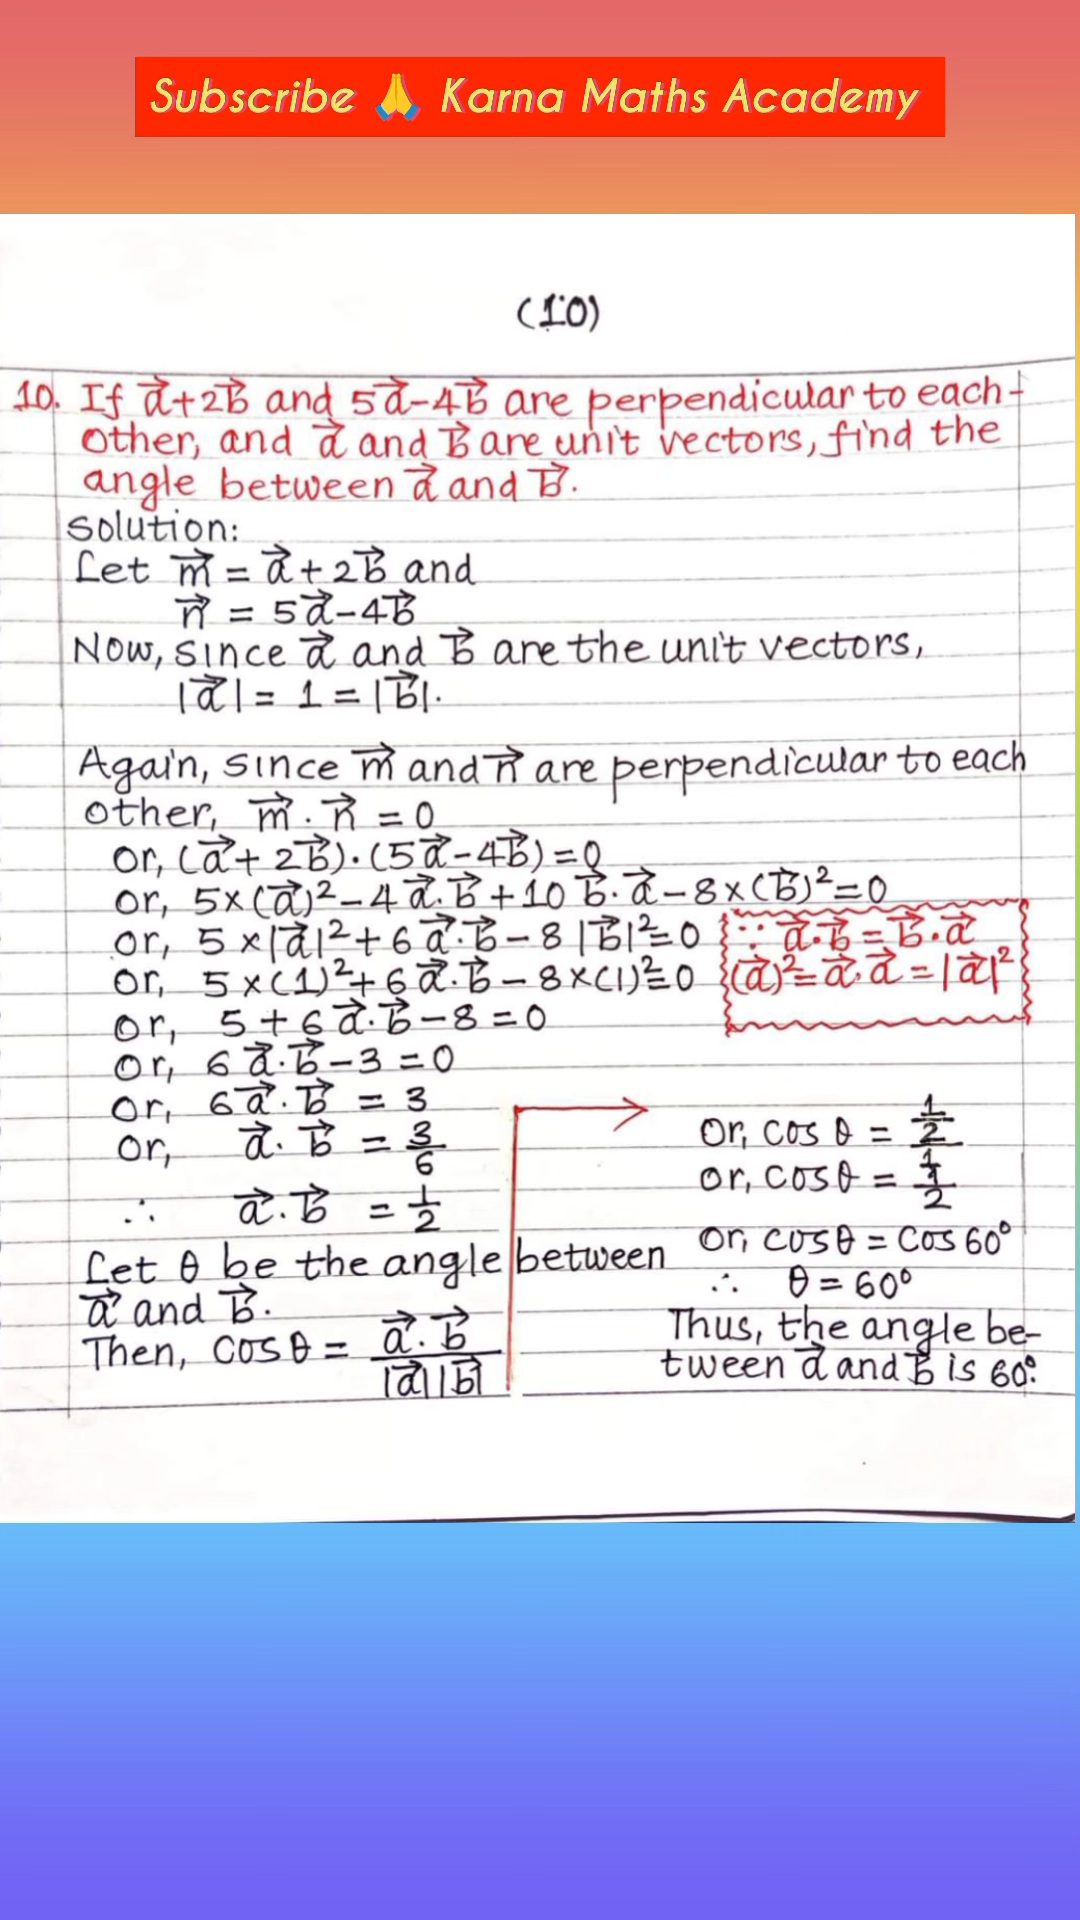 Subscribe 🙏 Karna Maths Academy
(10)
10. If a⃗+2b⃗ and 5a⃗-4b⃗ are perpendicular to each-
other, and a⃗ and b⃗ are unit vectors, find the
angle between a⃗ and b⃗.
Solution:
Let m⃗ = a⃗+2b⃗ and
n⃗ = 5a⃗-4b⃗
Now, since a⃗ and b⃗ are the unit vectors,
|a⃗| = 1 = |b⃗|.
Again, since m⃗ and n⃗ are perpendicular to each
other, m⃗ . n⃗ = 0
or, (a⃗+ 2b⃗).(5a⃗-4b⃗)=0
or, 5×(a⃗)²-4a⃗.b⃗+10b⃗.a⃗-8×(b⃗)²=0
or, 5×|a⃗|²+6a⃗.b⃗-8|b⃗|²=0
or, 5×(1)²+6a⃗.b⃗-8×(1)²=0
∵ a⃗.b⃗=b⃗.a⃗
(a⃗)²=a⃗.a⃗=|a⃗|²
or, 5+6a⃗.b⃗-8=0
or, 6a⃗.b⃗-3=0
or, 6a⃗.b⃗ = 3
or, a⃗.b⃗ = 3/6
∴ a⃗.b⃗ = 1/2
Let θ be the angle between
a⃗ and b⃗.
Then, cosθ = a⃗.b⃗/|a⃗||b⃗|
or, cos θ = 1/2/1
or, cosθ = 1/2
or, cosθ = cos60°
∴ θ = 60°
Thus, the angle be-
tween a⃗ and b⃗ is 60°.